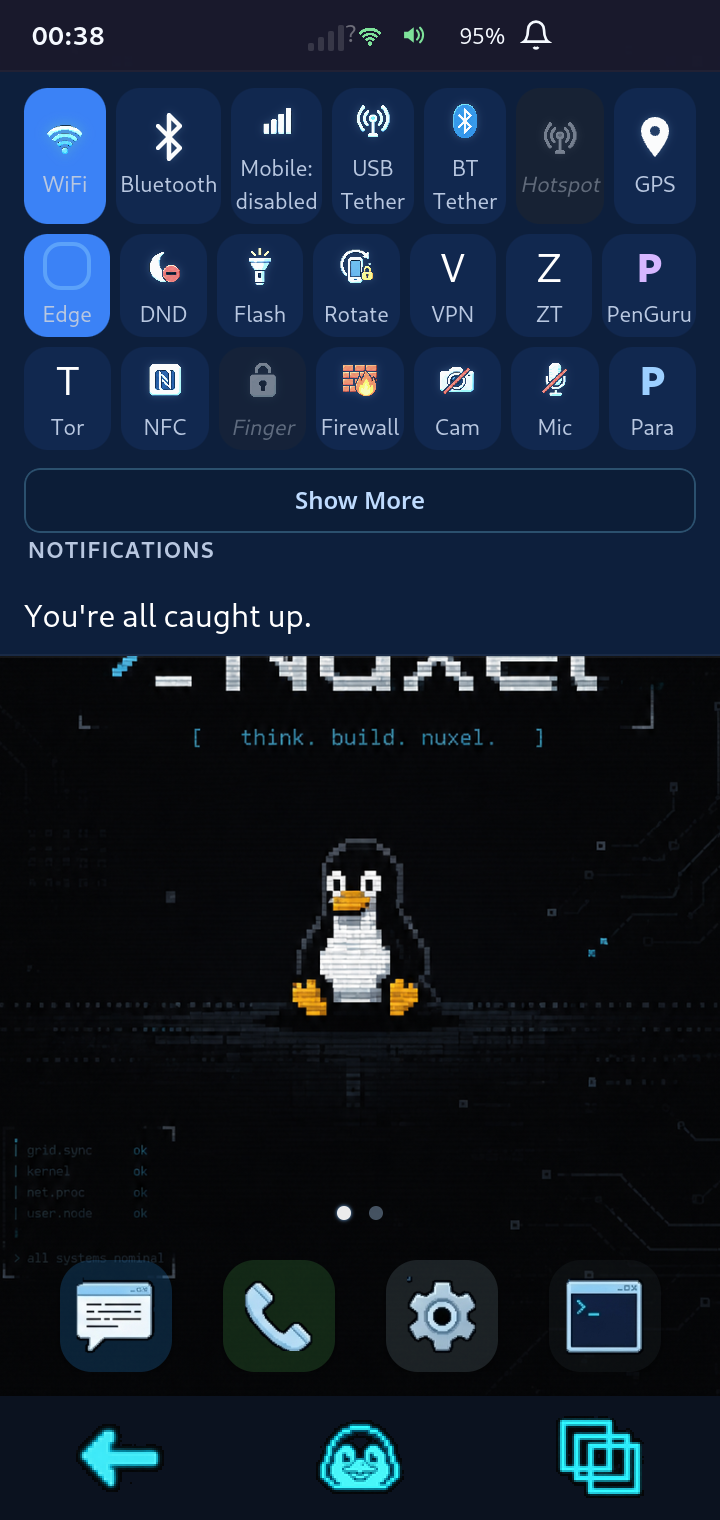 00:38
? 95%
WiFi Bluetooth Mobile: disabled USB Tether BT Tether Hotspot GPS
Edge DND Flash Rotate V VPN Z ZT P PenGuru
T Tor NFC Finger Firewall Cam Mic P Para
Show More
NOTIFICATIONS
You're all caught up.
>_ Nuxel
[ think. build. nuxel. ]
| grid.sync ok
| kernel ok
| net.proc ok
| user.node ok
> all systems nominal
>_